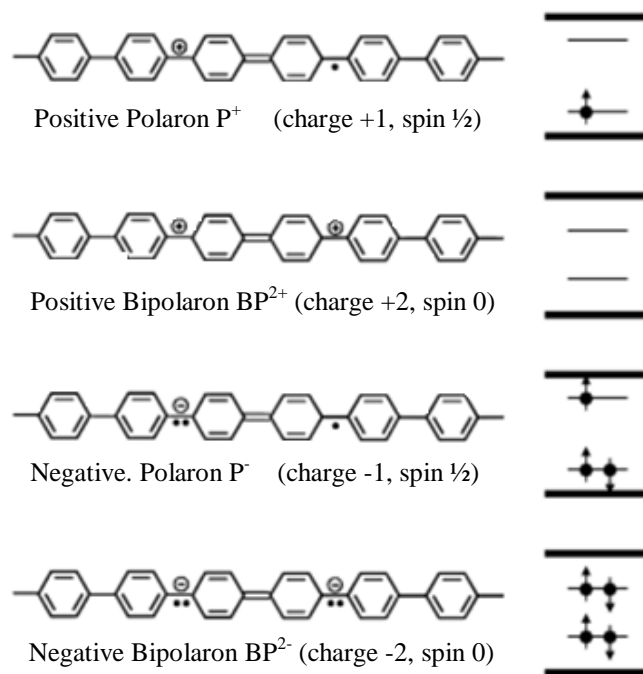 Positive Polaron P⁺ (charge +1, spin ½)
Positive Bipolaron BP²⁺ (charge +2, spin 0)
Negative. Polaron P⁻ (charge -1, spin ½)
Negative Bipolaron BP²⁻ (charge -2, spin 0)